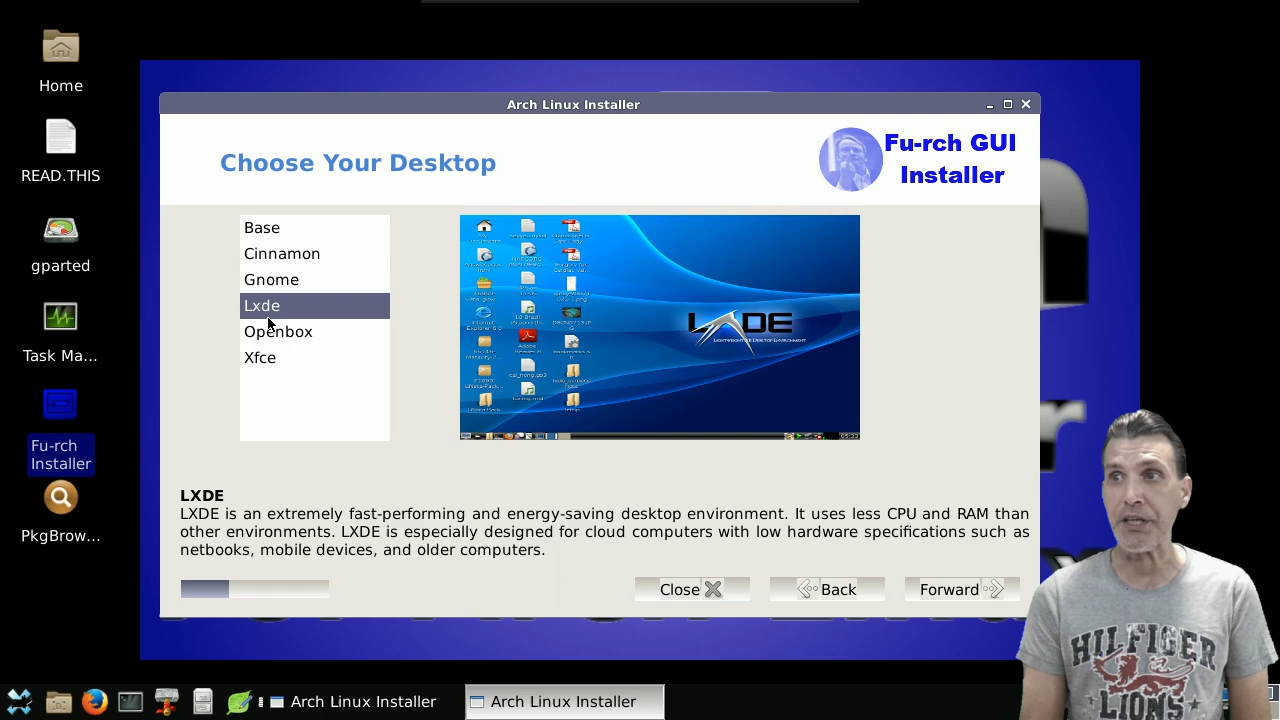 Home
READ.THIS
gparted
Task Ma...
Fu-rch
Installer
PkgBrow...
Arch Linux Installer
Choose Your Desktop
Fu-rch GUI
Installer
Base
Cinnamon
Gnome
Lxde
Openbox
Xfce
LXDE
LXDE
LXDE is an extremely fast-performing and energy-saving desktop environment. It uses less CPU and RAM than
other environments. LXDE is especially designed for cloud computers with low hardware specifications such as
netbooks, mobile devices, and older computers.
Close
Back
Forward
HILFIGER
LIONS
Arch Linux Installer
Arch Linux Installer